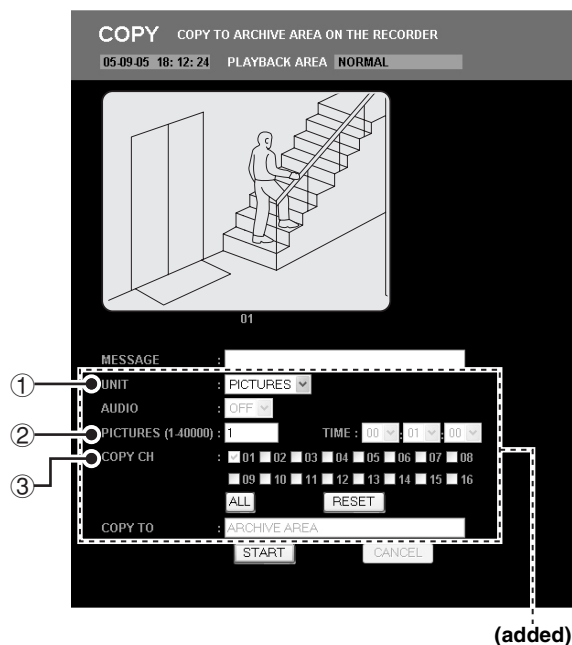 COPY COPY TO ARCHIVE AREA ON THE RECORDER
05-09-05 18: 12: 24 PLAYBACK AREA NORMAL
01
MESSAGE :
① UNIT : PICTURES
AUDIO : OFF
② PICTURES (1-40000) : 1 TIME : 00 : 01 : 00
③ COPY CH : 01 02 03 04 05 06 07 08
09 10 11 12 13 14 15 16
ALL RESET
COPY TO : ARCHIVE AREA
START CANCEL
(added)